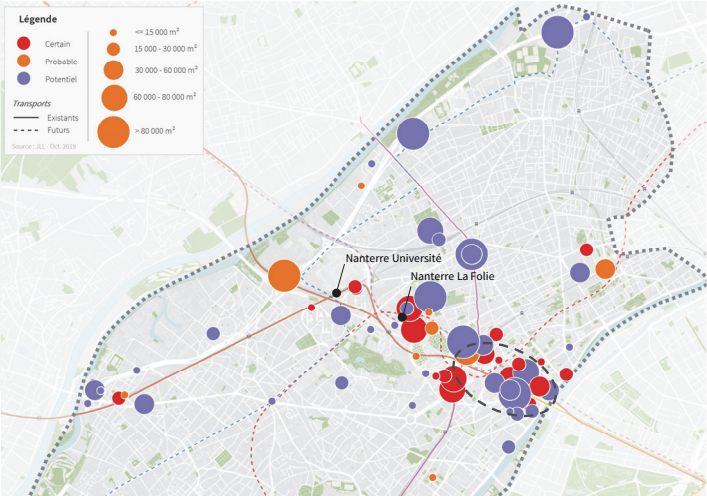 Légende
Certain
Probable
Potentiel
Transports
Existants
Futurs
Source : JLL - Oct. 2019
<= 15 000 m²
15 000 - 30 000 m²
30 000 - 60 000 m²
60 000 - 80 000 m²
> 80 000 m²
Nanterre Université
Nanterre La Folie